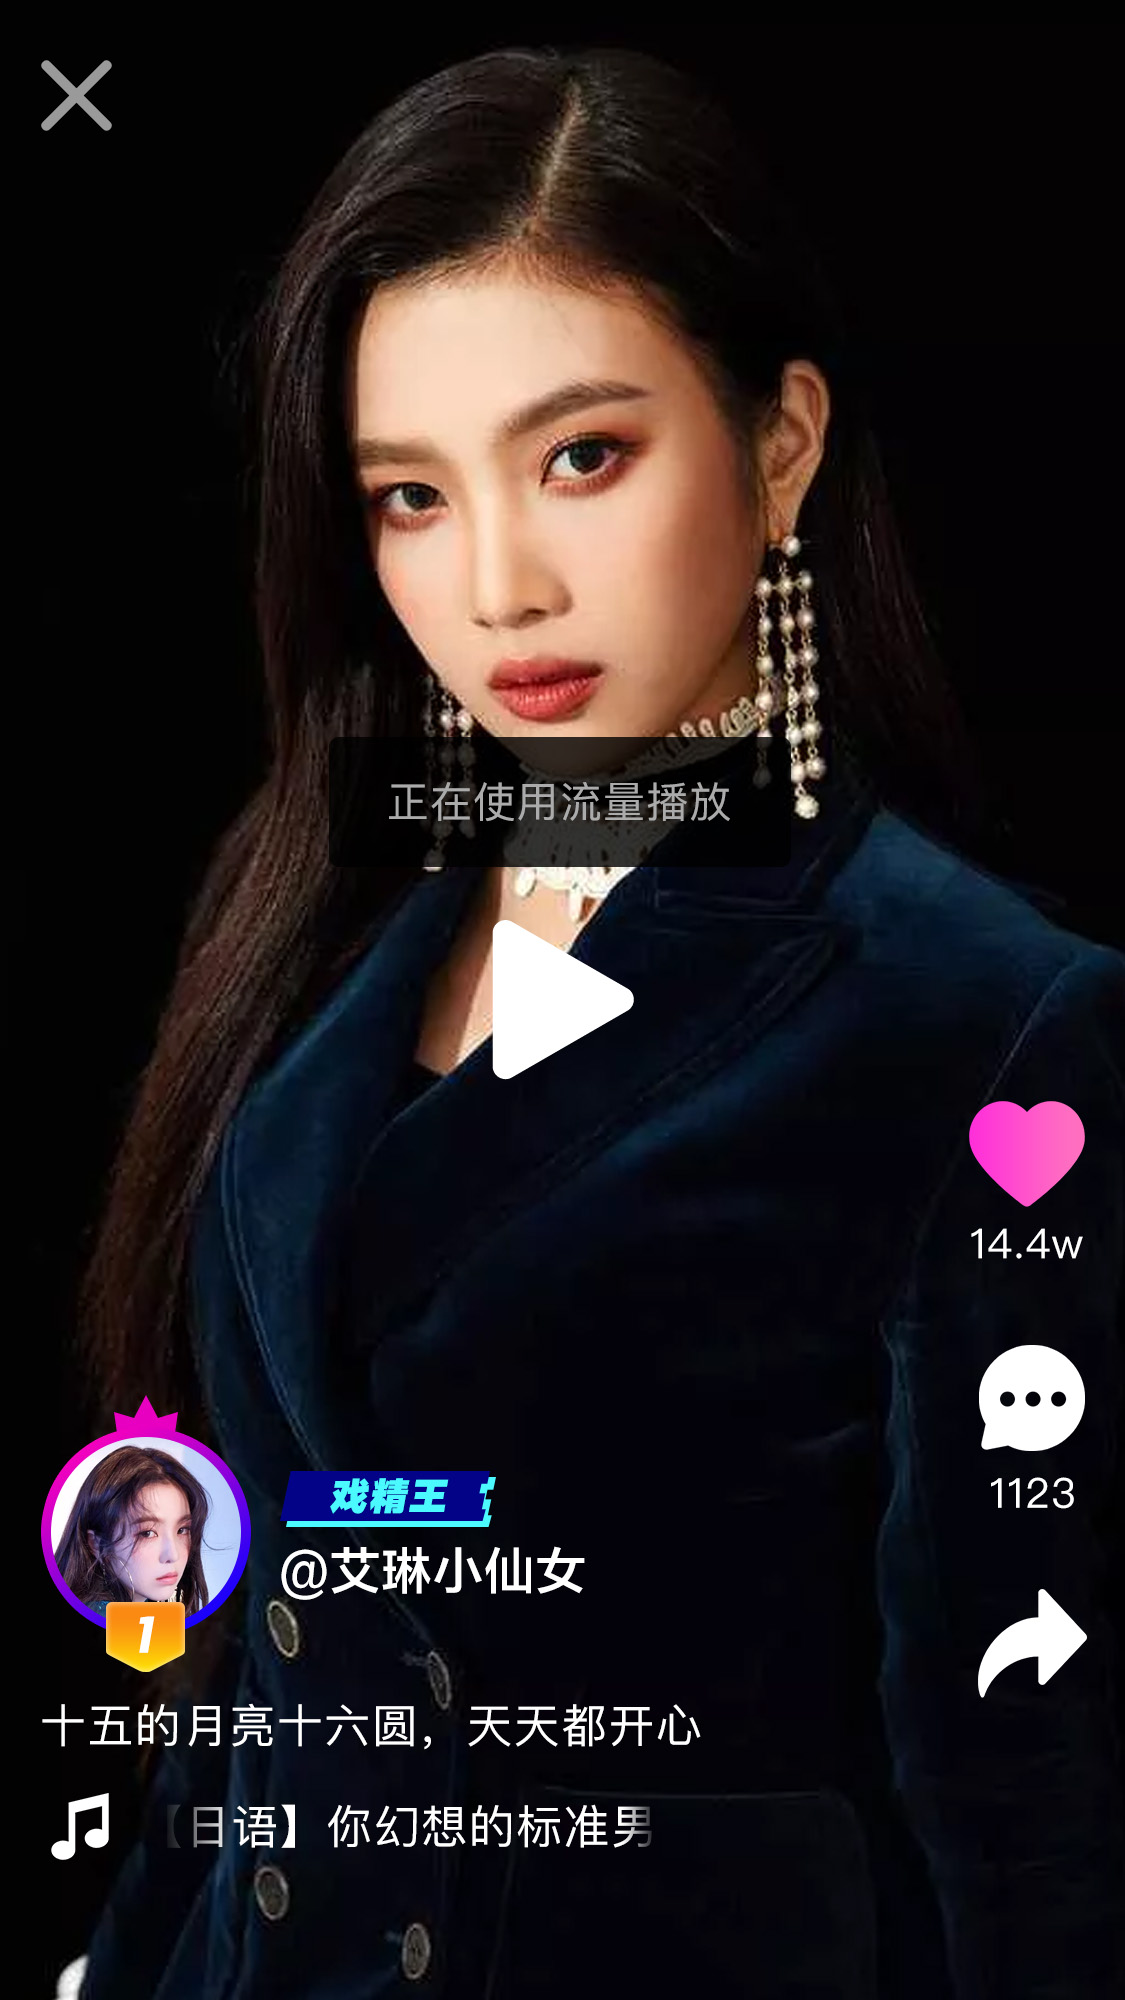 正在使用流量播放
14.4w
1123
戏精王
@艾琳小仙女
1
十五的月亮十六圆，天天都开心
【日语】你幻想的标准男